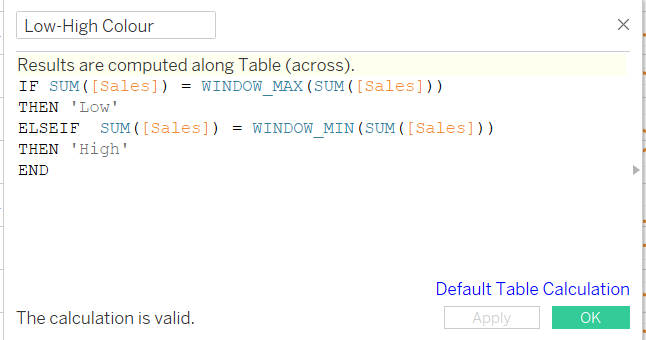 Low-High Colour
Results are computed along Table (across).
IF SUM([Sales]) = WINDOW_MAX(SUM([Sales]))
THEN 'Low'
ELSEIF  SUM([Sales]) = WINDOW_MIN(SUM([Sales]))
THEN 'High'
END
Default Table Calculation
The calculation is valid.
Apply
OK